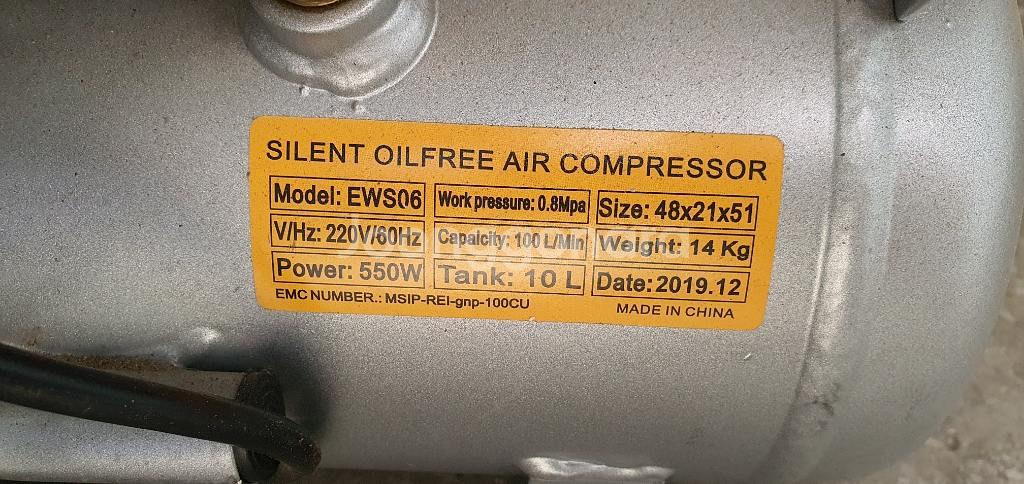 SILENT OILFREE AIR COMPRESSOR
Model: EWS06 Work pressure: 0.8Mpa Size: 48x21x51
V/Hz: 220V/60Hz Capaicity: 100 L/Min Weight: 14 Kg
Power: 550W Tank: 10 L Date: 2019.12
EMC NUMBER.: MSIP-REI-gnp-100CU MADE IN CHINA